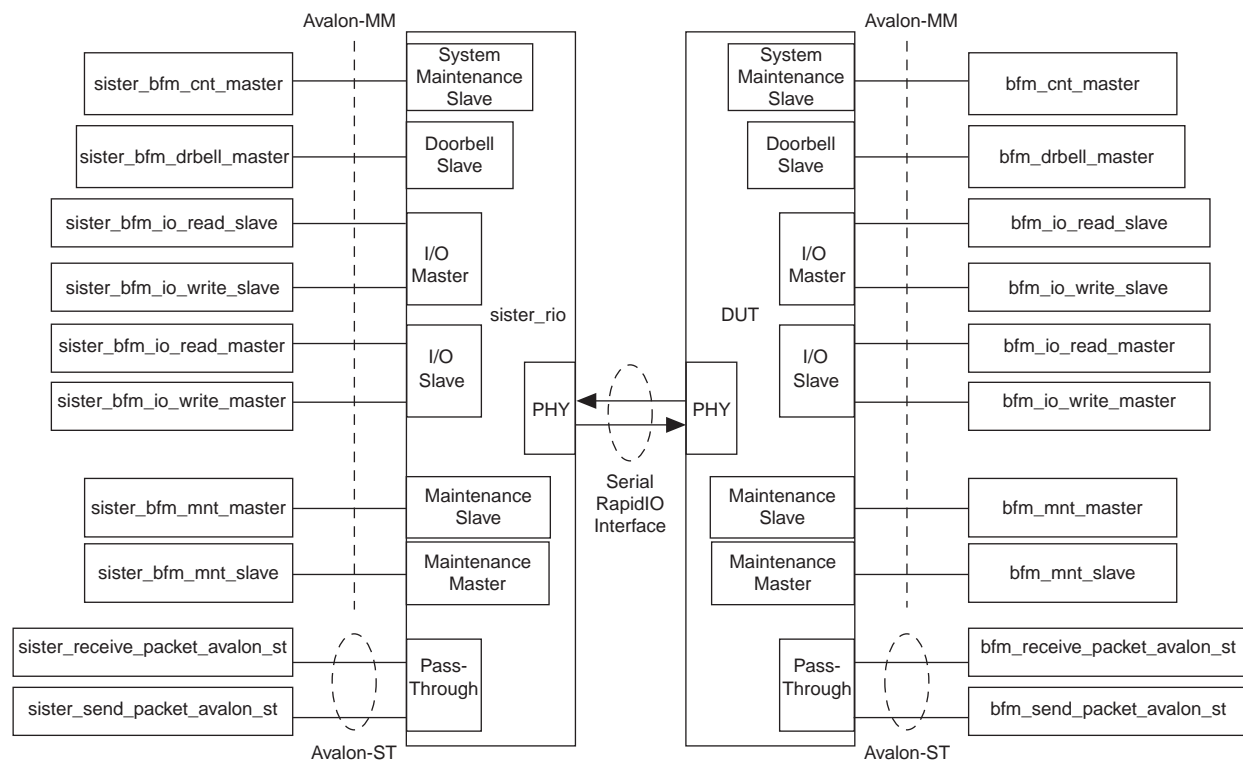 Avalon-MM
Avalon-MM
sister_bfm_cnt_master
System
Maintenance
Slave
System
Maintenance
Slave
bfm_cnt_master
sister_bfm_drbell_master
Doorbell
Slave
Doorbell
Slave
bfm_drbell_master
sister_bfm_io_read_slave
sister_bfm_io_write_slave
I/O
Master
I/O
Master
bfm_io_read_slave
bfm_io_write_slave
sister_rio
DUT
sister_bfm_io_read_master
sister_bfm_io_write_master
I/O
Slave
I/O
Slave
bfm_io_read_master
bfm_io_write_master
PHY
PHY
Serial
RapidIO
Interface
sister_bfm_mnt_master
Maintenance
Slave
Maintenance
Slave
bfm_mnt_master
sister_bfm_mnt_slave
Maintenance
Master
Maintenance
Master
bfm_mnt_slave
sister_receive_packet_avalon_st
sister_send_packet_avalon_st
Pass-
Through
Pass-
Through
bfm_receive_packet_avalon_st
bfm_send_packet_avalon_st
Avalon-ST
Avalon-ST